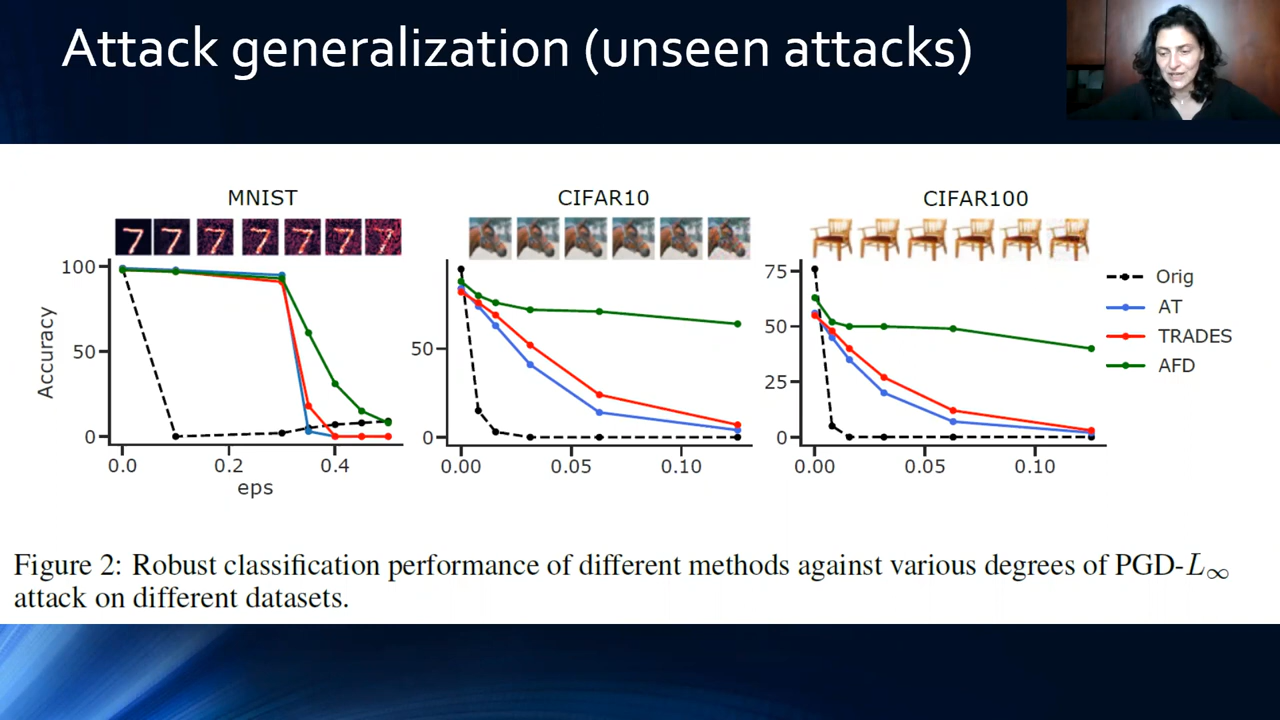 Attack generalization (unseen attacks)
MNIST
CIFAR10
CIFAR100
Accuracy
100
50
0
0.0
0.2
0.4
eps
50
0
0.00
0.05
0.10
75
50
25
0
0.00
0.05
0.10
Orig
AT
TRADES
AFD
Figure 2: Robust classification performance of different methods against various degrees of PGD-L∞
attack on different datasets.